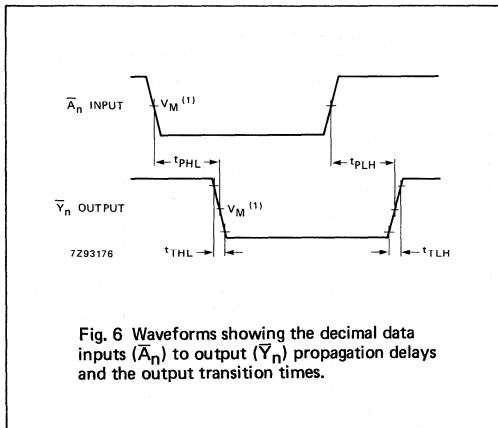 A̅n INPUT
VM (1)
tPHL
tPLH
Y̅n OUTPUT
VM (1)
7Z93176
tTHL
tTLH
Fig. 6 Waveforms showing the decimal data
inputs (A̅n) to output (Y̅n) propagation delays
and the output transition times.